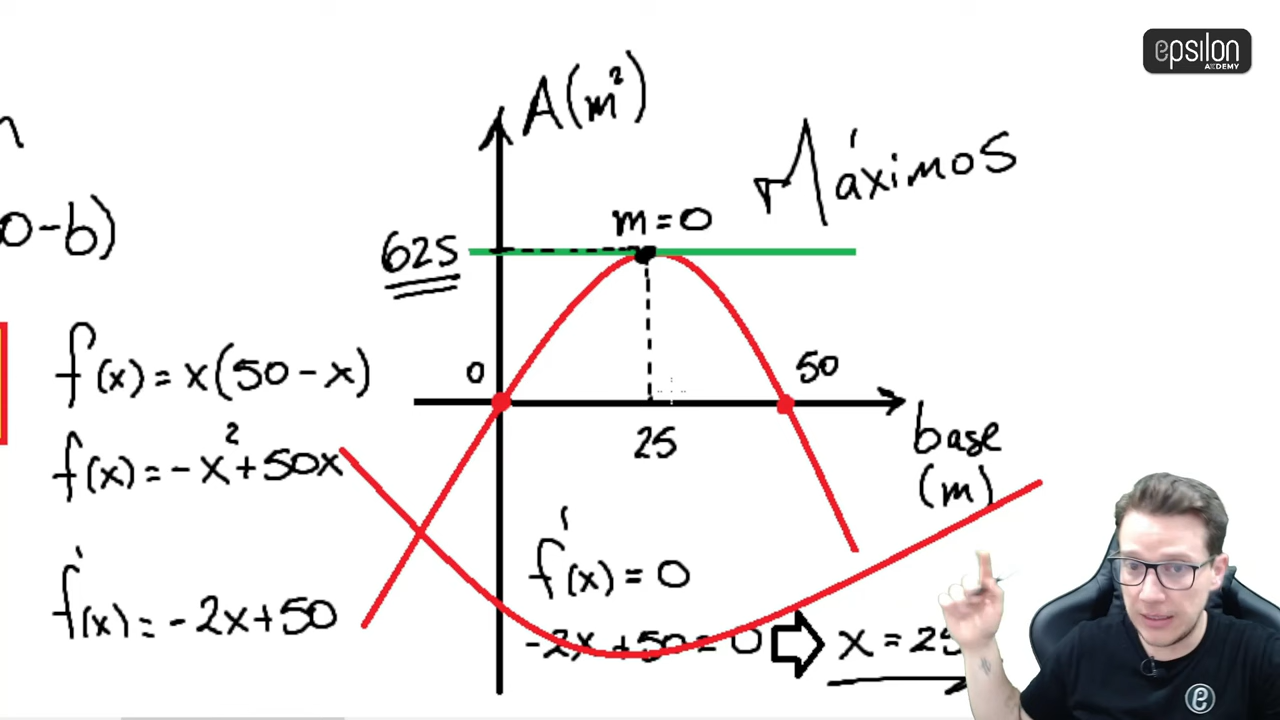 epsilon
ACADEMY
A(m²)
Máximos
0-b)
m=0
625
f(x)=x(50-x)
0
50
25
base
(m)
f(x)=-x²+50x
f'(x)=0
f'(x)=-2x+50
-2x+50=0 ⇨ x=25